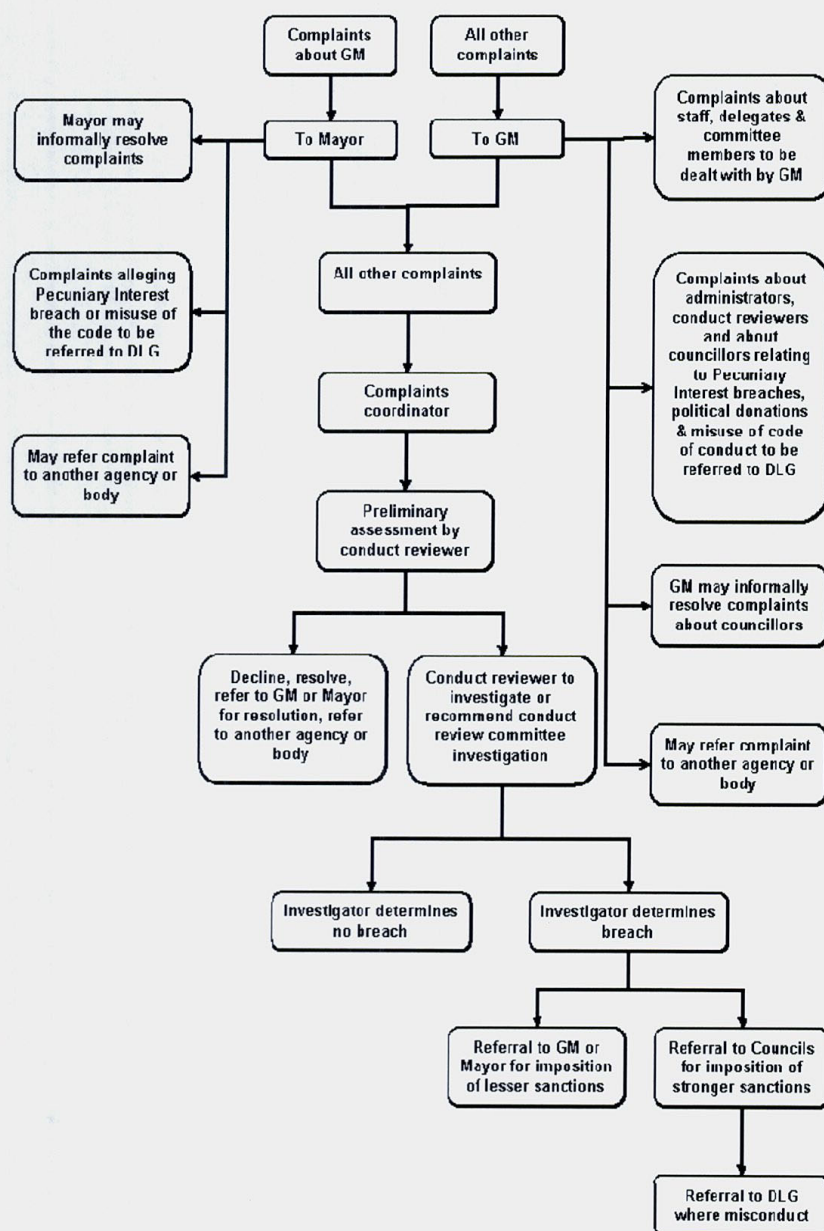 Complaints
about GM
All other
complaints
Mayor may
informally resolve
complaints
To Mayor
To GM
Complaints about
staff, delegates &
committee
members to be
dealt with by GM
Complaints alleging
Pecuniary Interest
breach or misuse of
the code to be
referred to DLG
All other complaints
Complaints about
administrators,
conduct reviewers
and about
councillors relating
to Pecuniary
Interest breaches,
political donations
& misuse of code
of conduct to be
referred to DLG
Complaints
coordinator
May refer complaint
to another agency or
body
Preliminary
assessment by
conduct reviewer
GM may informally
resolve complaints
about councillors
Decline, resolve,
refer to GM or Mayor
for resolution, refer
to another agency or
body
Conduct reviewer to
investigate or
recommend conduct
review committee
investigation
May refer complaint
to another agency or
body
Investigator determines
no breach
Investigator determines
breach
Referral to GM or
Mayor for imposition
of lesser sanctions
Referral to Councils
for imposition of
stronger sanctions
Referral to DLG
where misconduct